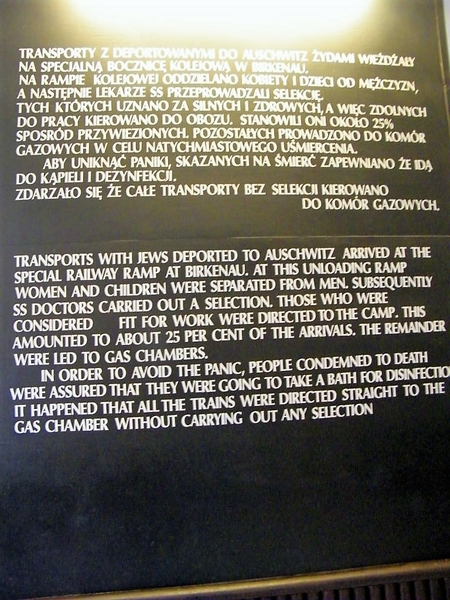 TRANSPORTY Z DEPORTOWANYMI DO AUSCHWITZ ŻYDAMI WIEŻDŻAŁY
NA SPECJALNĄ BOCZNICĘ KOLEJOWĄ W BIRKENAU.
NA RAMPIE KOLEJOWEJ ODDZIELANO KOBIETY I DZIECI OD MĘŻCZYZN,
A NASTĘPNIE LEKARZE SS PRZEPROWADZALI SELEKCJĘ.
TYCH KTÓRYCH UZNANO ZA SILNYCH I ZDROWYCH, A WIĘC ZDOLNYCH
DO PRACY KIEROWANO DO OBOZU. STANOWILI ONI OKOŁO 25%
SPOŚRÓD PRZYWIEZIONYCH. POZOSTAŁYCH PROWADZONO DO KOMÓR
GAZOWYCH W CELU NATYCHMIASTOWEGO UŚMIERCENIA.
ABY UNIKNĄĆ PANIKI, SKAZANYCH NA ŚMIERĆ ZAPEWNIANO ŻE IDĄ
DO KĄPIELI I DEZYNFEKCJI.
ZDARZAŁO SIĘ ŻE CAŁE TRANSPORTY BEZ SELEKCJI KIEROWANO
DO KOMÓR GAZOWYCH.
TRANSPORTS WITH JEWS DEPORTED TO AUSCHWITZ ARRIVED AT THE
SPECIAL RAILWAY RAMP AT BIRKENAU. AT THIS UNLOADING RAMP
WOMEN AND CHILDREN WERE SEPARATED FROM MEN. SUBSEQUENTLY
SS DOCTORS CARRIED OUT A SELECTION. THOSE WHO WERE
CONSIDERED FIT FOR WORK WERE DIRECTED TO THE CAMP. THIS
AMOUNTED TO ABOUT 25 PER CENT OF THE ARRIVALS. THE REMAINDER
WERE LED TO GAS CHAMBERS.
IN ORDER TO AVOID THE PANIC, PEOPLE CONDEMNED TO DEATH
WERE ASSURED THAT THEY WERE GOING TO TAKE A BATH FOR DISINFECTIO
IT HAPPENED THAT ALL THE TRAINS WERE DIRECTED STRAIGHT TO THE
GAS CHAMBER WITHOUT CARRYING OUT ANY SELECTION